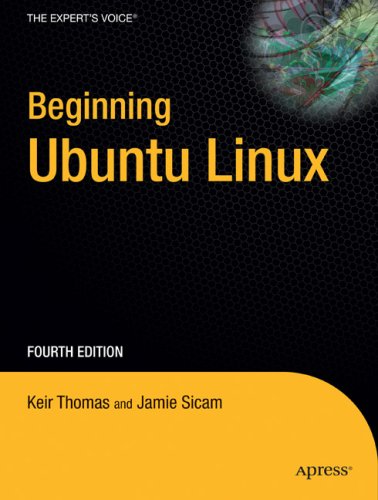 THE EXPERT'S VOICE®
Beginning
Ubuntu Linux
FOURTH EDITION
Keir Thomas and Jamie Sicam
Apress®